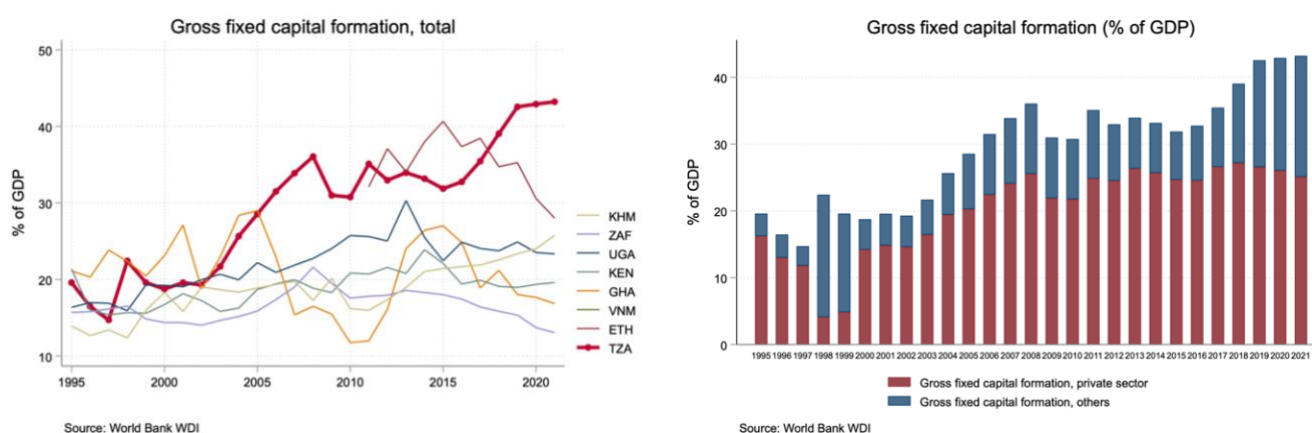 Gross fixed capital formation, total
50
40
30
20
10
% of GDP
1995
2000
2005
2010
2015
2020
KHM
ZAF
UGA
KEN
GHA
VNM
ETH
TZA
Source: World Bank WDI
Gross fixed capital formation (% of GDP)
40
30
20
10
0
% of GDP
1995 1996 1997 1998 1999 2000 2001 2002 2003 2004 2005 2006 2007 2008 2009 2010 2011 2012 2013 2014 2015 2016 2017 2018 2019 2020 2021
Gross fixed capital formation, private sector
Gross fixed capital formation, others
Source: World Bank WDI